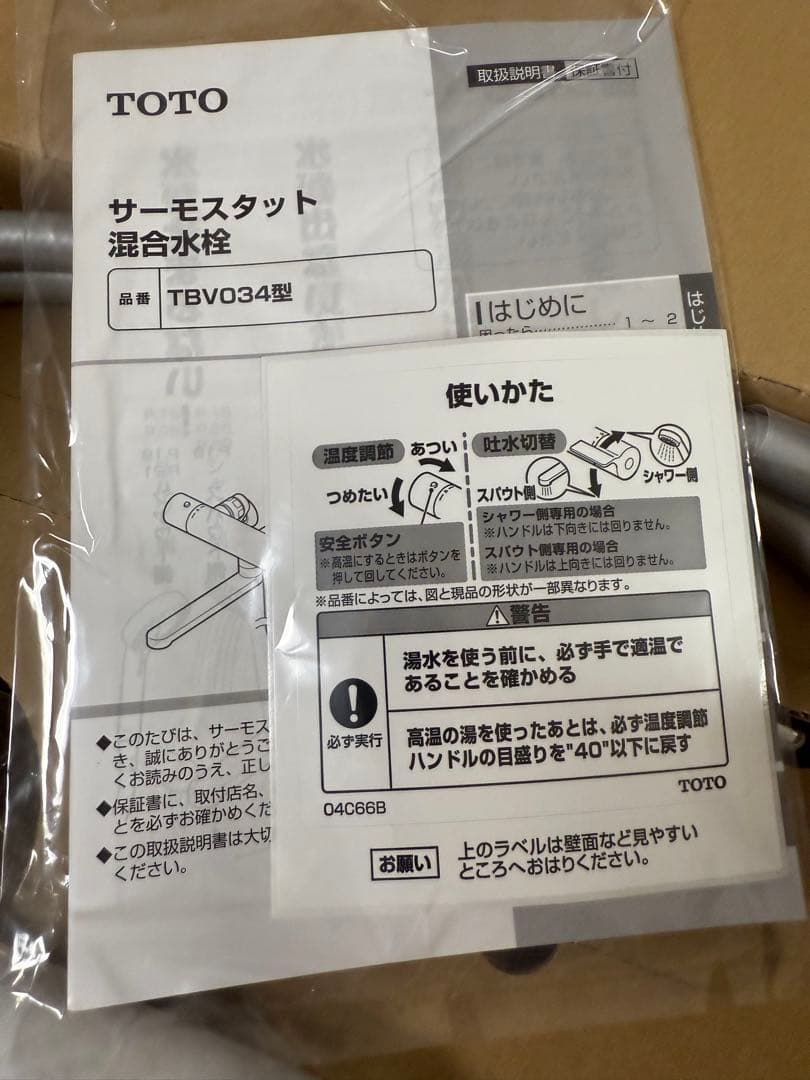 TOTO
取扱説明書 保証書付
サーモスタット
混合水栓
品番 TBV034型
はじめに
困ったら……………… 1 ~ 2
はじ
使いかた
温度調節
あつい
つめたい
安全ボタン
※高温にするときはボタンを
押して回してください。
吐水切替
シャワー側
スパウト側
シャワー側専用の場合
※ハンドルは下向きには回りません。
スパウト側専用の場合
※ハンドルは上向きには回りません。
※品番によっては、図と現品の形状が一部異なります。
⚠警告
必ず実行
湯水を使う前に、必ず手で適温で
あることを確かめる
高温の湯を使ったあとは、必ず温度調節
ハンドルの目盛りを"40"以下に戻す
04C66B
TOTO
お願い
上のラベルは壁面など見やすい
ところへおはりください。
◆このたびは、サーモス
き、誠にありがとうご
くお読みのうえ、正し
◆保証書に、取付店名、
とを必ずお確かめくだ
◆この取扱説明書は大切
ください。